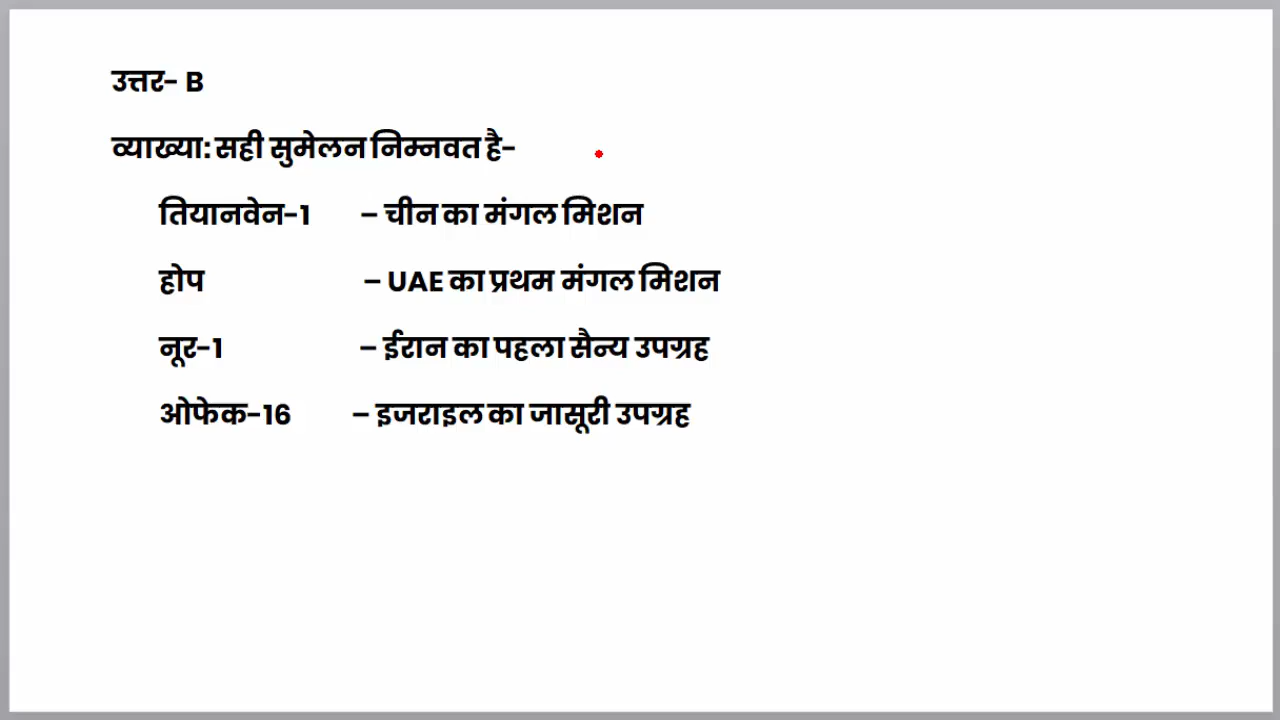 उत्तर- B
व्याख्या: सही सुमेलन निम्नवत है-
तियानवेन-1 – चीन का मंगल मिशन
होप – UAE का प्रथम मंगल मिशन
नूर-1 – ईरान का पहला सैन्य उपग्रह
ओफेक-16 – इजराइल का जासूरी उपग्रह